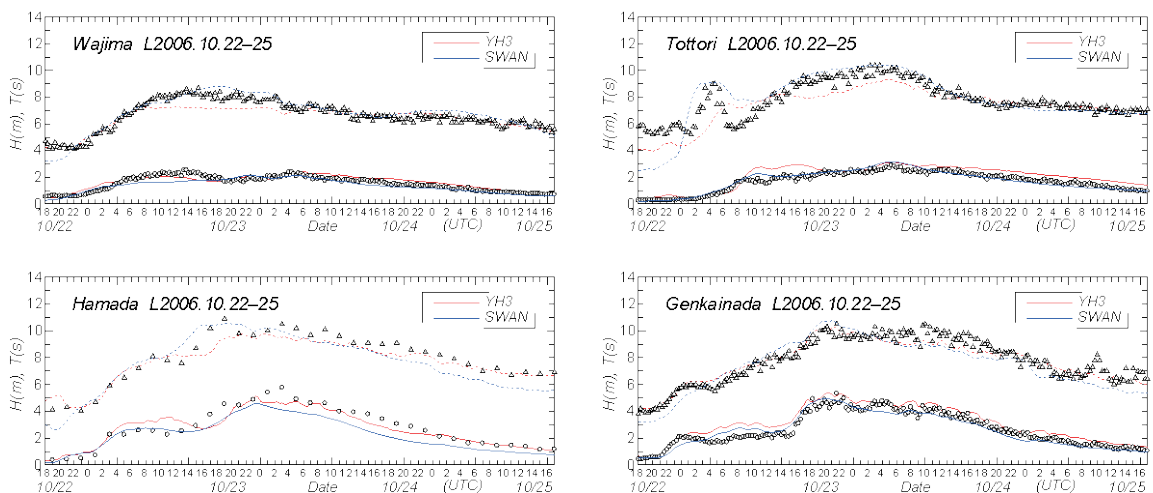 14
12
10
8
6
4
2
0
H(m), T(s)
Wajima L2006.10.22–25
YH3
SWAN
18 20 22 0 2 4 6 8 10 12 14 16 18 20 22 0 2 4 6 8 10 12 14 16 18 20 22 0 2 4 6 8 10 12 14 16
10/22 10/23 Date 10/24 (UTC) 10/25
14
12
10
8
6
4
2
0
H(m), T(s)
Tottori L2006.10.22–25
YH3
SWAN
18 20 22 0 2 4 6 8 10 12 14 16 18 20 22 0 2 4 6 8 10 12 14 16 18 20 22 0 2 4 6 8 10 12 14 16
10/22 10/23 Date 10/24 (UTC) 10/25
14
12
10
8
6
4
2
0
H(m), T(s)
Hamada L2006.10.22–25
YH3
SWAN
18 20 22 0 2 4 6 8 10 12 14 16 18 20 22 0 2 4 6 8 10 12 14 16 18 20 22 0 2 4 6 8 10 12 14 16
10/22 10/23 Date 10/24 (UTC) 10/25
14
12
10
8
6
4
2
0
H(m), T(s)
Genkainada L2006.10.22–25
YH3
SWAN
18 20 22 0 2 4 6 8 10 12 14 16 18 20 22 0 2 4 6 8 10 12 14 16 18 20 22 0 2 4 6 8 10 12 14 16
10/22 10/23 Date 10/24 (UTC) 10/25